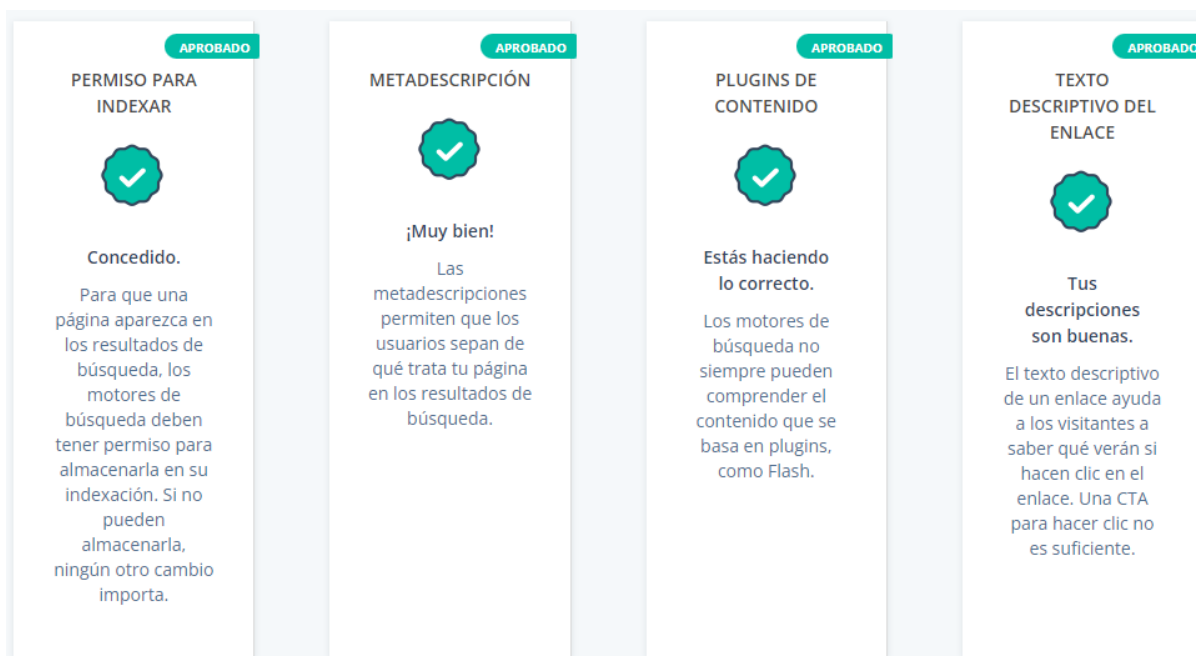 APROBADO
PERMISO PARA
INDEXAR
Concedido.
Para que una
página aparezca en
los resultados de
búsqueda, los
motores de
búsqueda deben
tener permiso para
almacenarla en su
indexación. Si no
pueden
almacenarla,
ningún otro cambio
importa.
APROBADO
METADESCRIPCIÓN
¡Muy bien!
Las
metadescripciones
permiten que los
usuarios sepan de
qué trata tu página
en los resultados de
búsqueda.
APROBADO
PLUGINS DE
CONTENIDO
Estás haciendo
lo correcto.
Los motores de
búsqueda no
siempre pueden
comprender el
contenido que se
basa en plugins,
como Flash.
APROBADO
TEXTO
DESCRIPTIVO DEL
ENLACE
Tus
descripciones
son buenas.
El texto descriptivo
de un enlace ayuda
a los visitantes a
saber qué verán si
hacen clic en el
enlace. Una CTA
para hacer clic no
es suficiente.